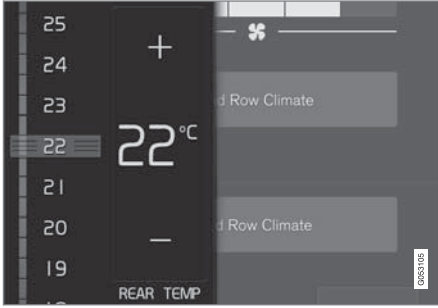 25
24
23
22
21
20
19
+
22°C
–
REAR TEMP
Row Climate
Row Climate
G053105